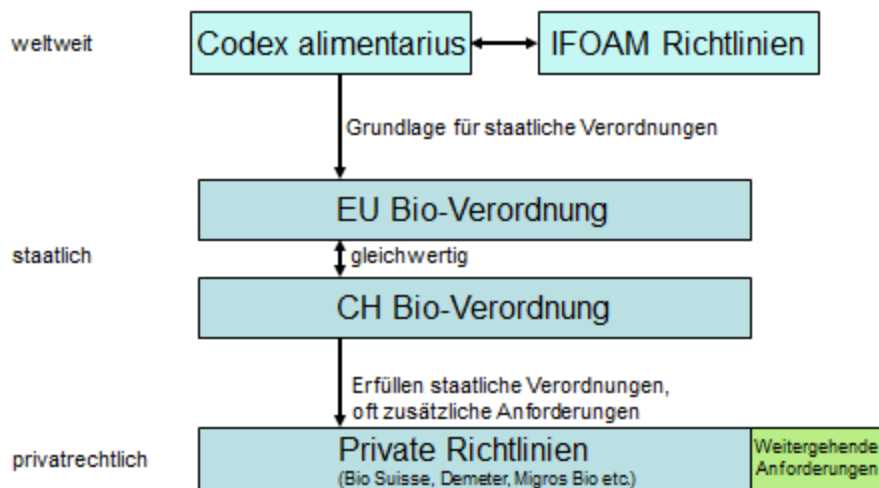 weltweit
Codex alimentarius
IFOAM Richtlinien
Grundlage für staatliche Verordnungen
EU Bio-Verordnung
staatlich
gleichwertig
CH Bio-Verordnung
Erfüllen staatliche Verordnungen,
oft zusätzliche Anforderungen
privatrechtlich
Private Richtlinien
(Bio Suisse, Demeter, Migros Bio etc.)
Weitergehende
Anforderungen